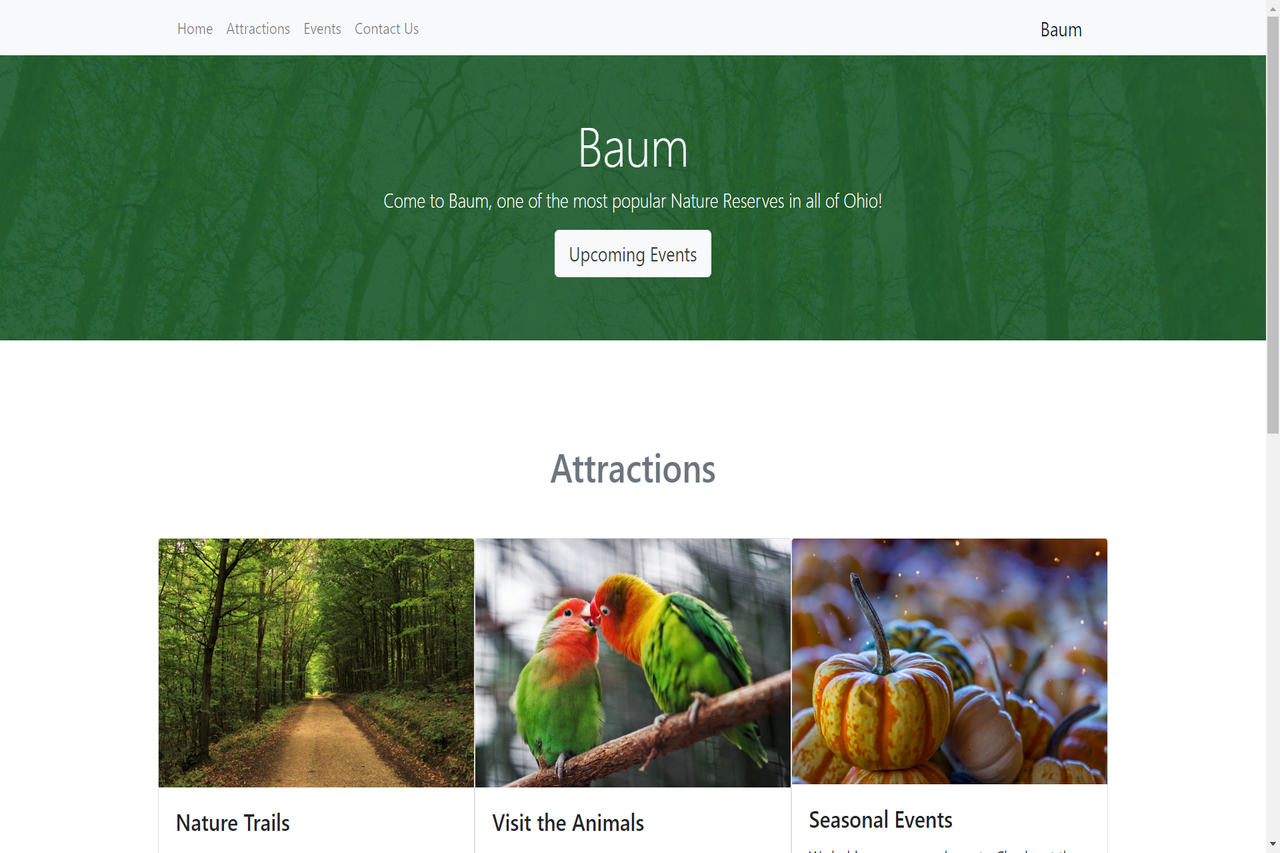 Home Attractions Events Contact Us Baum
Baum
Come to Baum, one of the most popular Nature Reserves in all of Ohio!
Upcoming Events
Attractions
Nature Trails
Visit the Animals
Seasonal Events